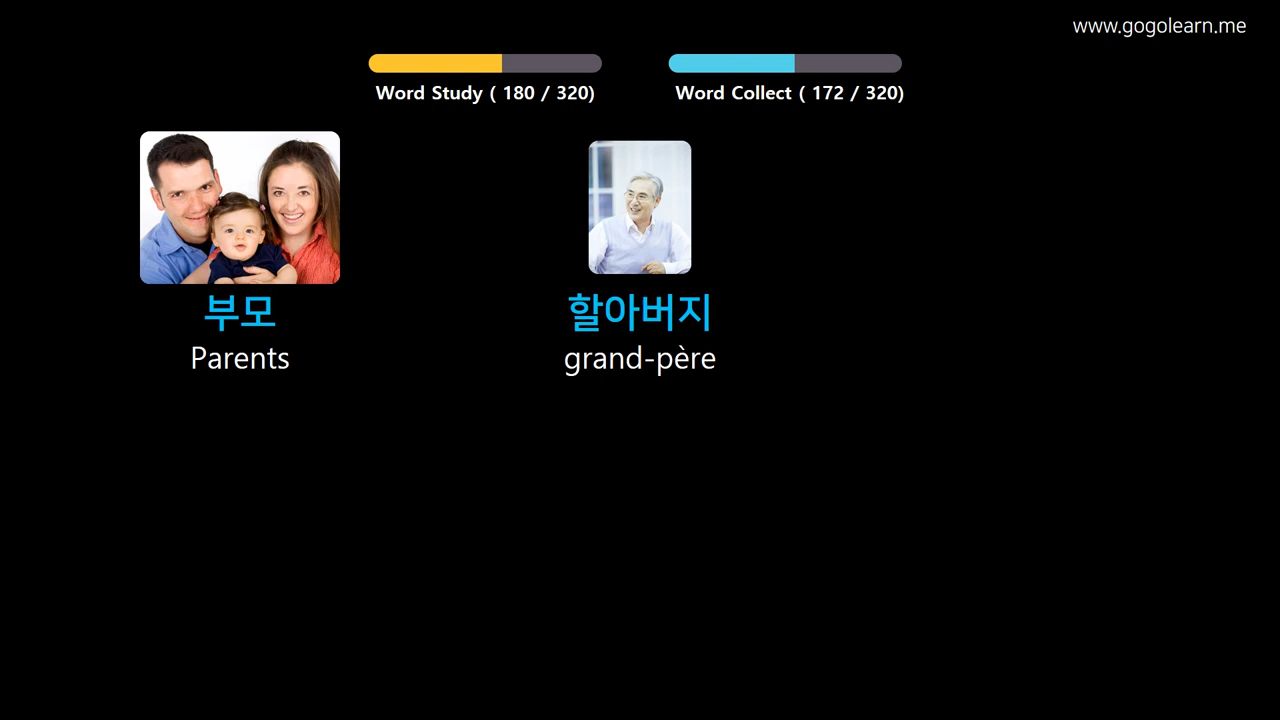 www.gogolearn.me
Word Study ( 180 / 320)
Word Collect ( 172 / 320)
부모
Parents
할아버지
grand-père